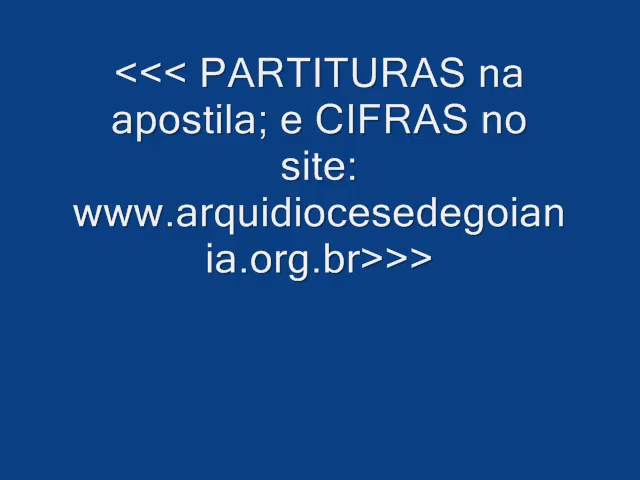 <<< PARTITURAS na
apostila; e CIFRAS no
site:
www.arquidiocesedegoian
ia.org.br>>>